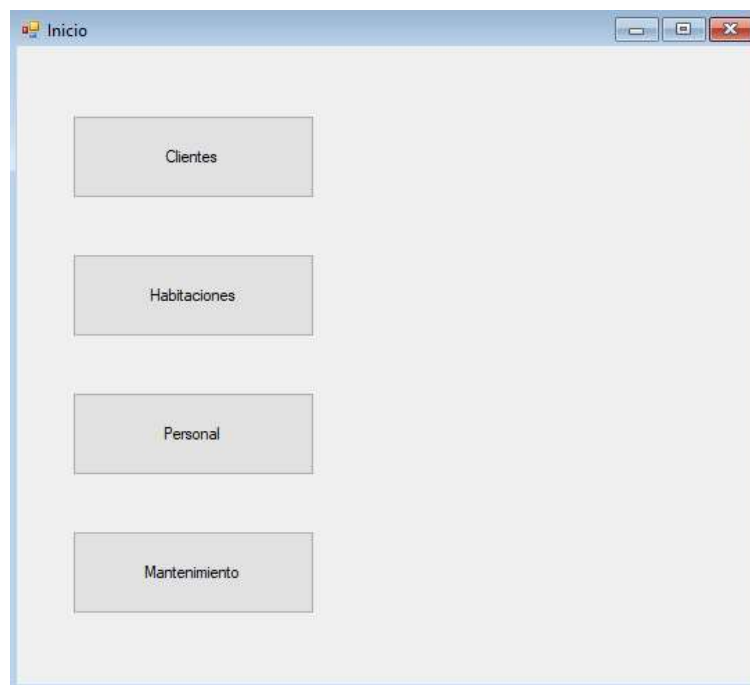 Inicio
Clientes
Habitaciones
Personal
Mantenimiento